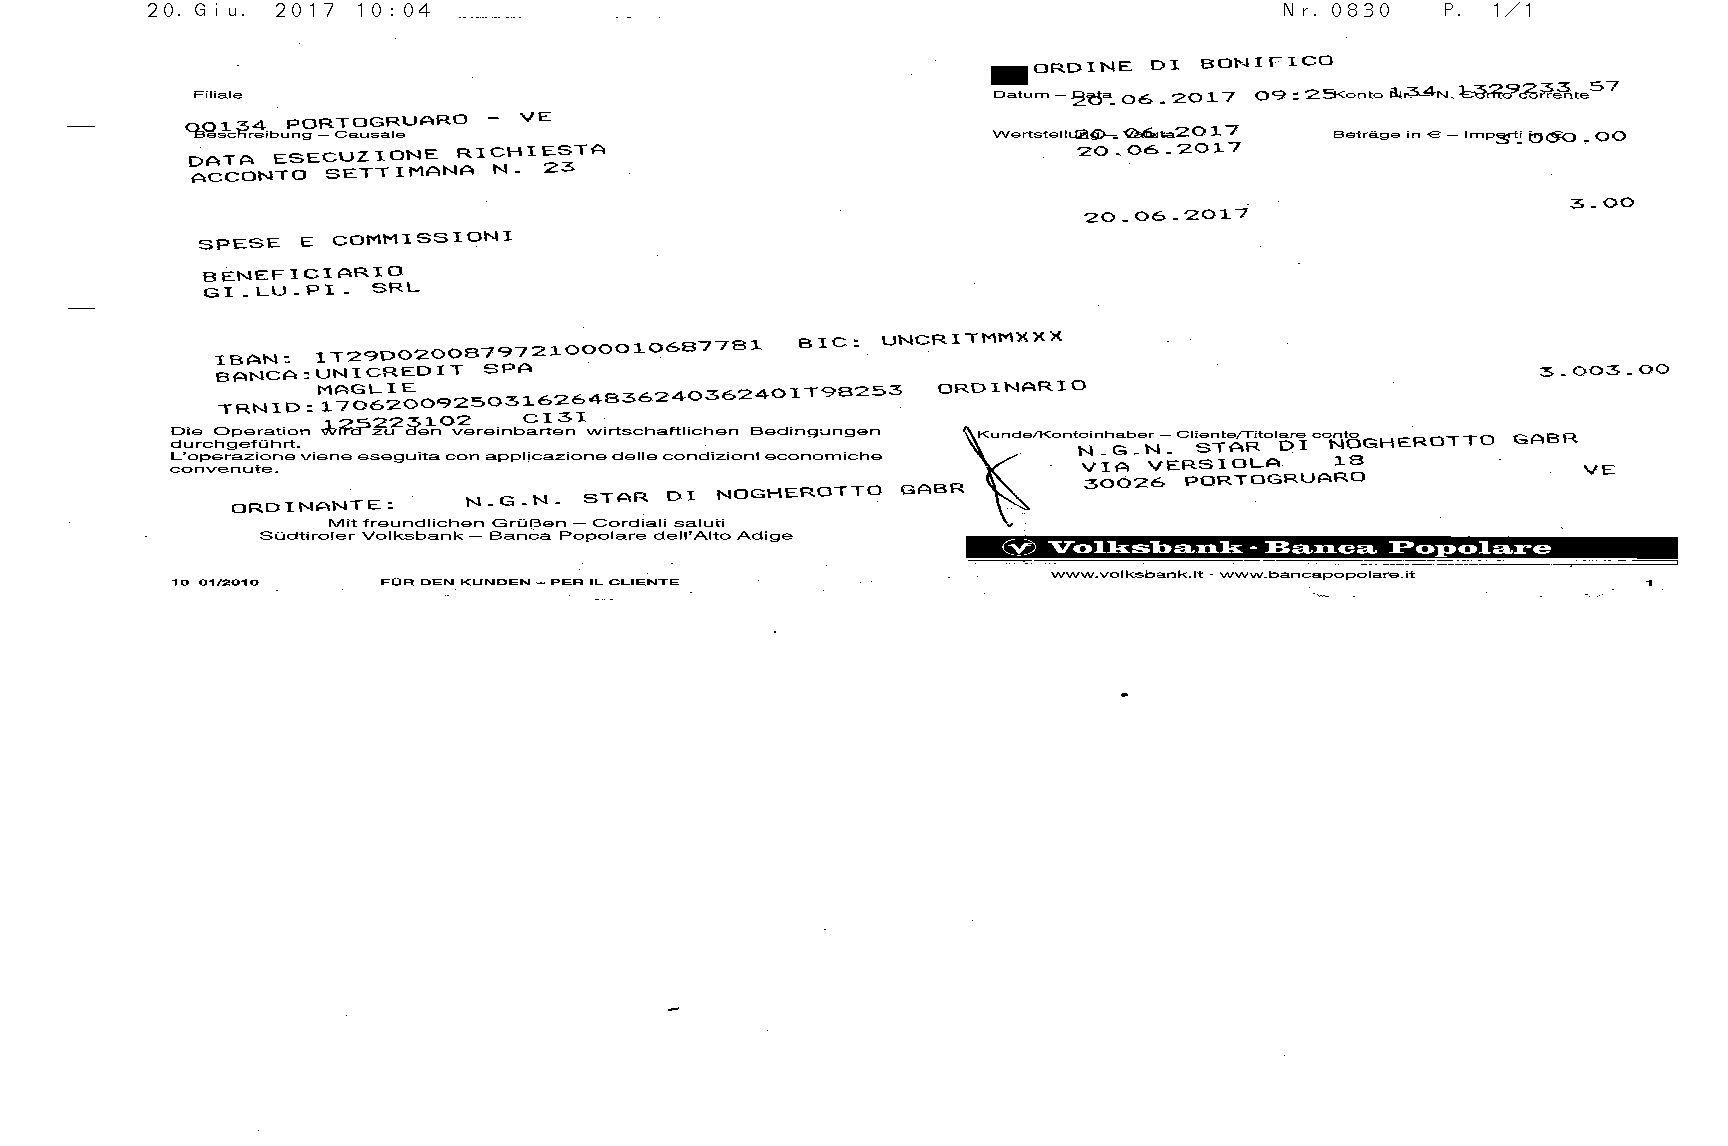 20. Giu. 2017 10:04 Nr. 0830 P. 1/1
ORDINE DI BONIFICO
Filiale
Datum – Data 20.06.2017 09:25 Konto Nr. – N. Conto corrente 134 1329233 57
00134 PORTOGRUARO - VE
Beschreibung – Causale
Wertstellung – Valuta 20.06.2017 Beträge in € – Importi in € 3.000.00
DATA ESECUZIONE RICHIESTA 20.06.2017
ACCONTO SETTIMANA N. 23
20.06.2017 3.00
SPESE E COMMISSIONI
BENEFICIARIO
GI.LU.PI. SRL
IBAN: IT29D0200879721000010687781 BIC: UNCRITMMXXX
BANCA:UNICREDIT SPA 3.003.00
MAGLIE
TRNID:1706200925031626483624036240IT98253 ORDINARIO
125223102 CI3I
Die Operation wird zu den vereinbarten wirtschaftlichen Bedingungen
durchgeführt.
L'operazione viene eseguita con applicazione delle condizioni economiche
convenute.
Kunde/Kontoinhaber – Cliente/Titolare conto
N.G.N. STAR DI NOGHEROTTO GABR
VIA VERSIOLA 18
30026 PORTOGRUARO VE
ORDINANTE: N.G.N. STAR DI NOGHEROTTO GABR
Mit freundlichen Grüßen – Cordiali saluti
Südtiroler Volksbank – Banca Popolare dell'Alto Adige
Volksbank · Banca Popolare
10 01/2010 FÜR DEN KUNDEN – PER IL CLIENTE www.volksbank.it - www.bancapopolare.it 1